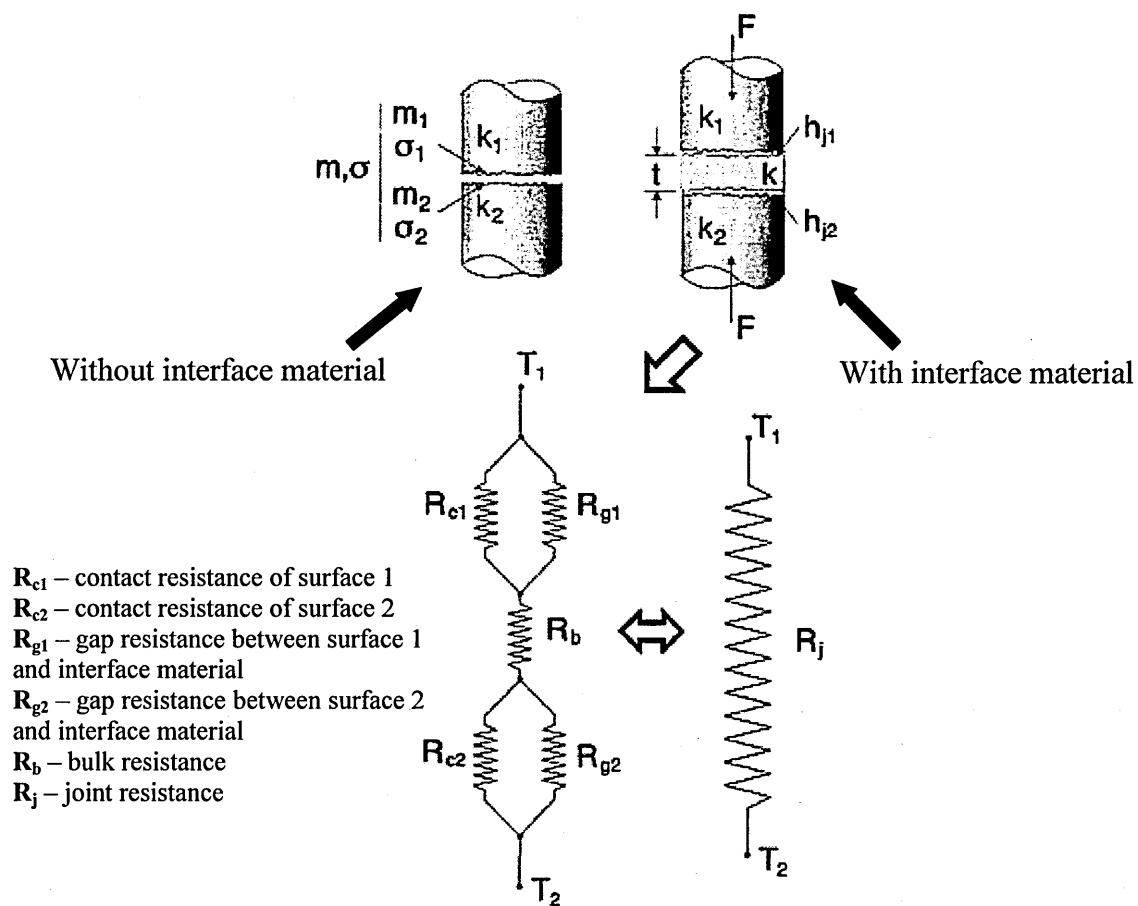 F
m₁
σ₁
m,σ
m₂
σ₂
k₁
k₂
k₁
t
k
k₂
hⱼ₁
hⱼ₂
F
Without interface material
With interface material
T₁
R_c1
R_g1
R_b
R_c2
R_g2
T₂
T₁
R_j
T₂
R_c1 – contact resistance of surface 1
R_c2 – contact resistance of surface 2
R_g1 – gap resistance between surface 1
and interface material
R_g2 – gap resistance between surface 2
and interface material
R_b – bulk resistance
R_j – joint resistance